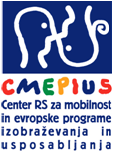 CMEPIUS
Center RS za mobilnost
in evropske programe
izobraževanja in
usposabljanja